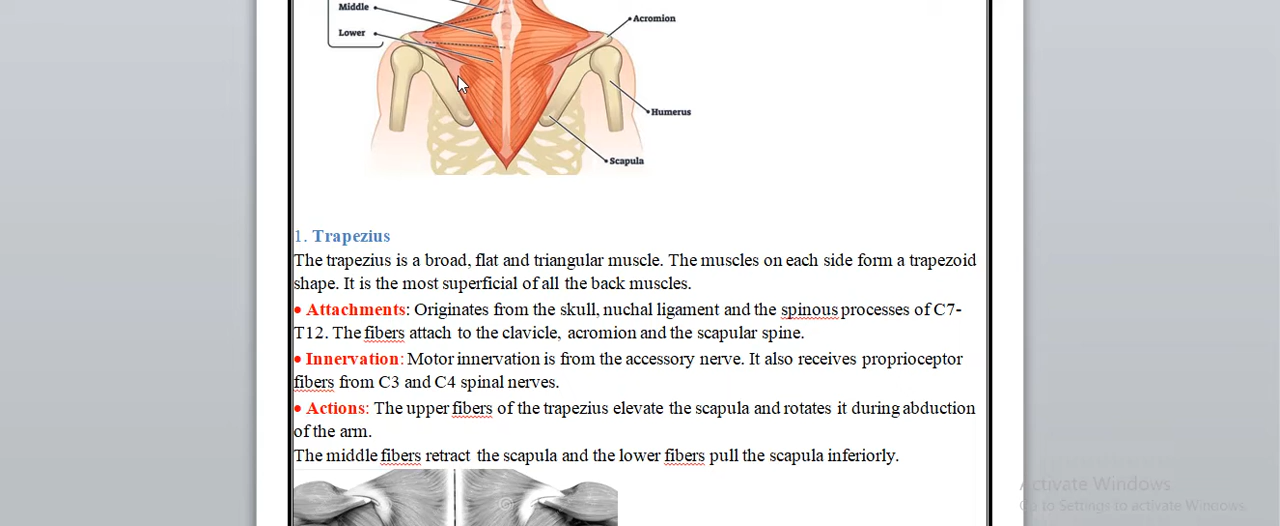 Middle
Acromion
Lower
Humerus
Scapula
1. Trapezius
The trapezius is a broad, flat and triangular muscle. The muscles on each side form a trapezoid
shape. It is the most superficial of all the back muscles.
• Attachments: Originates from the skull, nuchal ligament and the spinous processes of C7-
T12. The fibers attach to the clavicle, acromion and the scapular spine.
• Innervation: Motor innervation is from the accessory nerve. It also receives proprioceptor
fibers from C3 and C4 spinal nerves.
• Actions: The upper fibers of the trapezius elevate the scapula and rotates it during abduction
of the arm.
The middle fibers retract the scapula and the lower fibers pull the scapula inferiorly.
Activate Windows
Go to Settings to activate Windows.